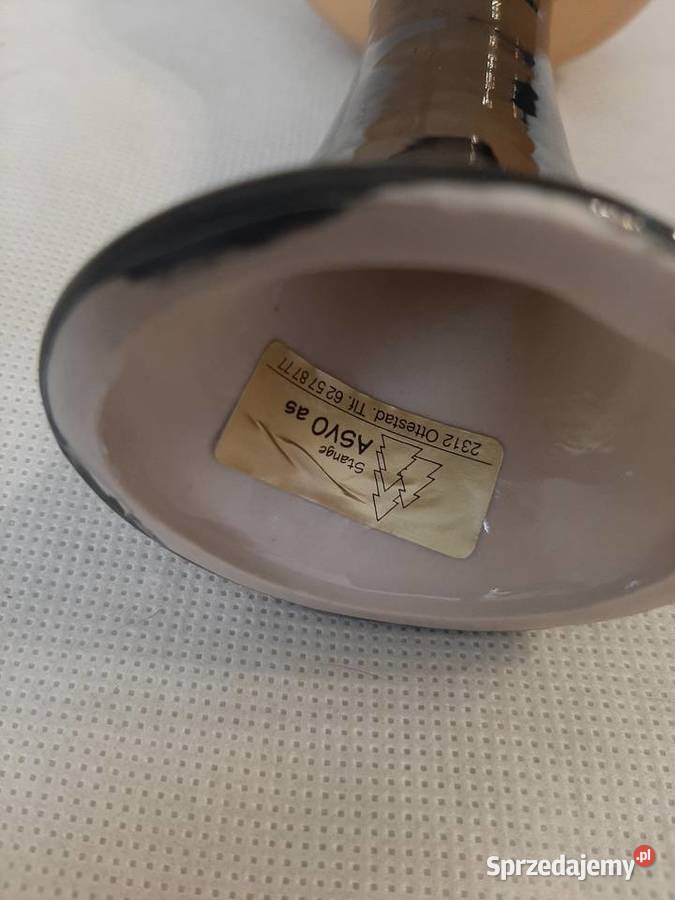 Stange
ASVO as
2312 Ottestad. Tlf. 62 57 87 77
Sprzedajemy.pl